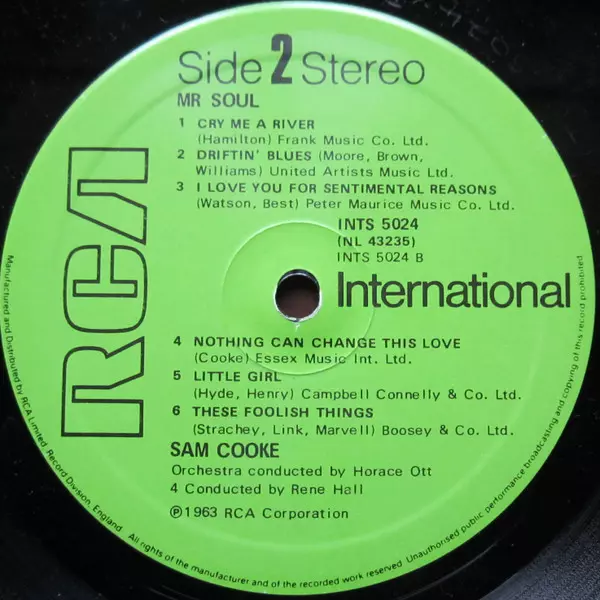 Side 2 Stereo
MR SOUL
1 CRY ME A RIVER
(Hamilton) Frank Music Co. Ltd.
2 DRIFTIN' BLUES (Moore, Brown,
Williams) United Artists Music Ltd.
3 I LOVE YOU FOR SENTIMENTAL REASONS
(Watson, Best) Peter Maurice Music Co. Ltd.
INTS 5024
(NL 43235)
INTS 5024 B
RCA
International
4 NOTHING CAN CHANGE THIS LOVE
(Cooke) Essex Music Int. Ltd.
5 LITTLE GIRL
(Hyde, Henry) Campbell Connelly & Co. Ltd.
6 THESE FOOLISH THINGS
(Strachey, Link, Marvell) Boosey & Co. Ltd.
SAM COOKE
Orchestra conducted by Horace Ott
4 Conducted by Rene Hall
℗1963 RCA Corporation
Manufactured and Distributed by RCA Limited, Record Division, England. All rights of the manufacturer and of the recorded work reserved. Unauthorised public performance broadcasting and copying of this record prohibited